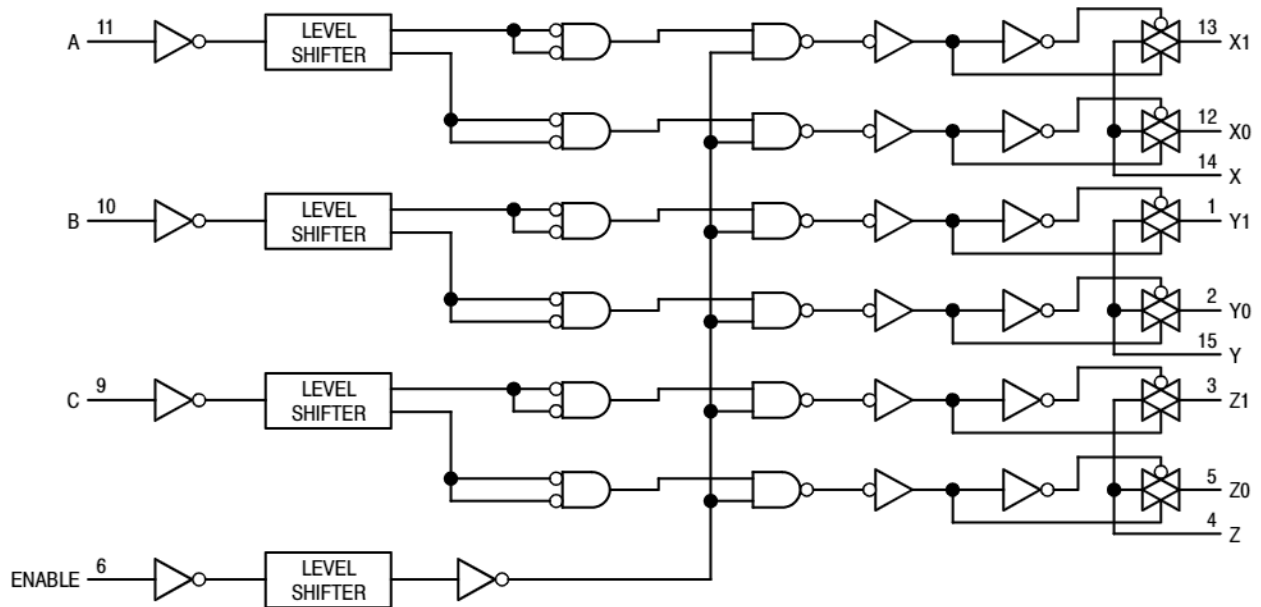 A 11 LEVEL SHIFTER 13 X1
12 X0
14 X
B 10 LEVEL SHIFTER 1 Y1
2 Y0
15 Y
C 9 LEVEL SHIFTER 3 Z1
5 Z0
4 Z
ENABLE 6 LEVEL SHIFTER